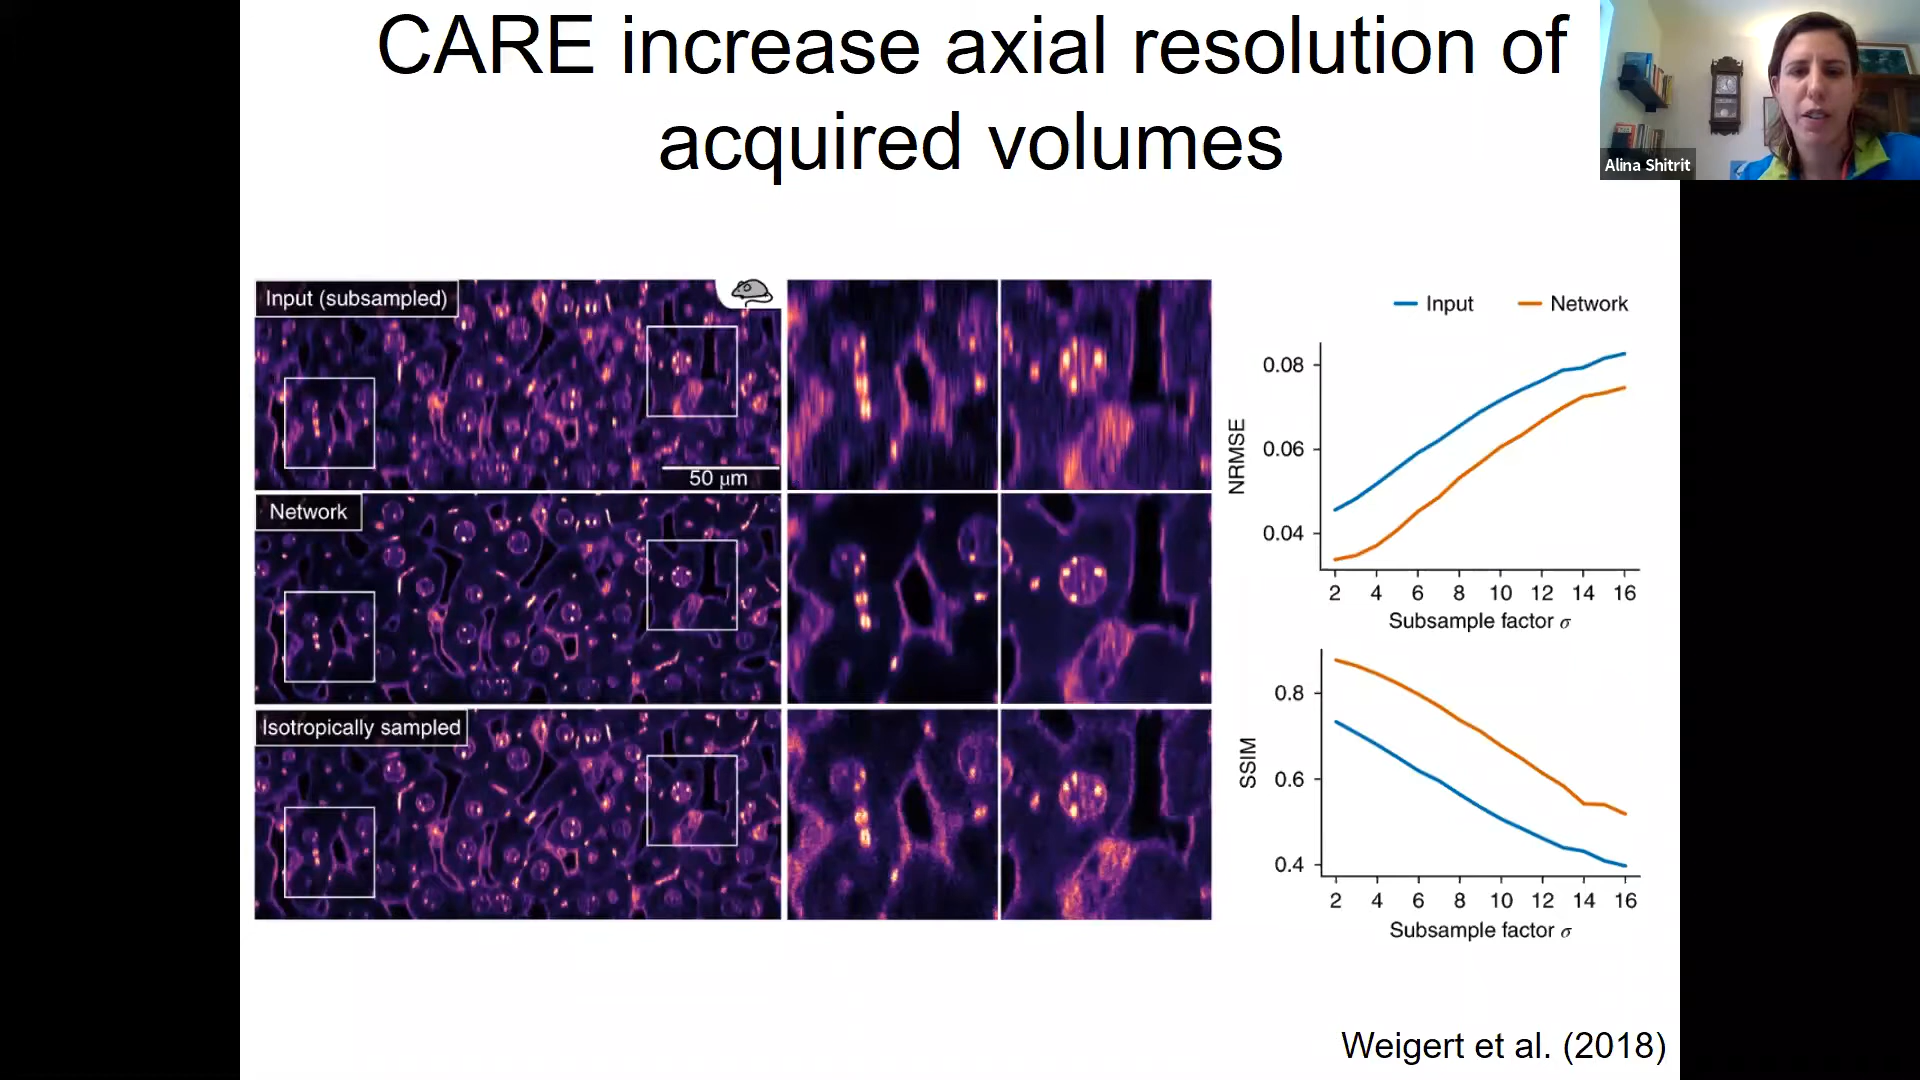 CARE increase axial resolution of
acquired volumes
Alina Shitrit
Input (subsampled)
50 μm
Network
Isotropically sampled
Input
Network
NRMSE
0.08
0.06
0.04
2 4 6 8 10 12 14 16
Subsample factor σ
SSIM
0.8
0.6
0.4
2 4 6 8 10 12 14 16
Subsample factor σ
Weigert et al. (2018)